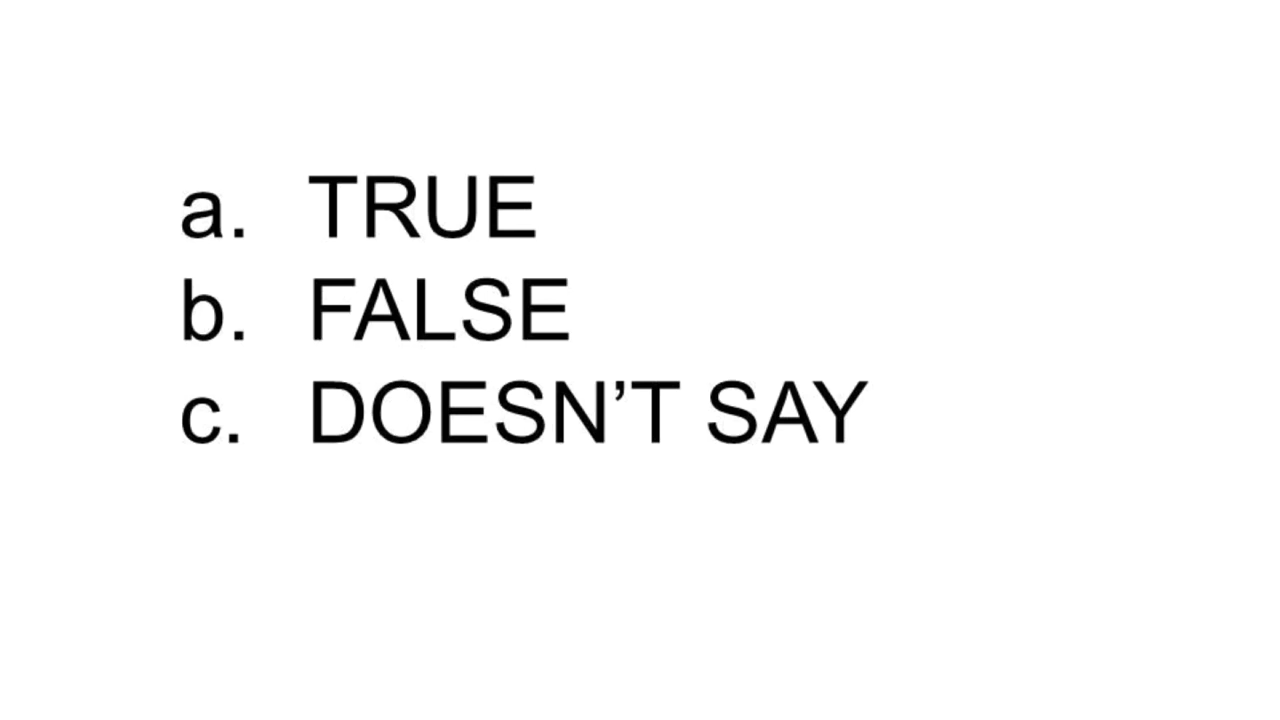 a. TRUE
b. FALSE
c. DOESN’T SAY